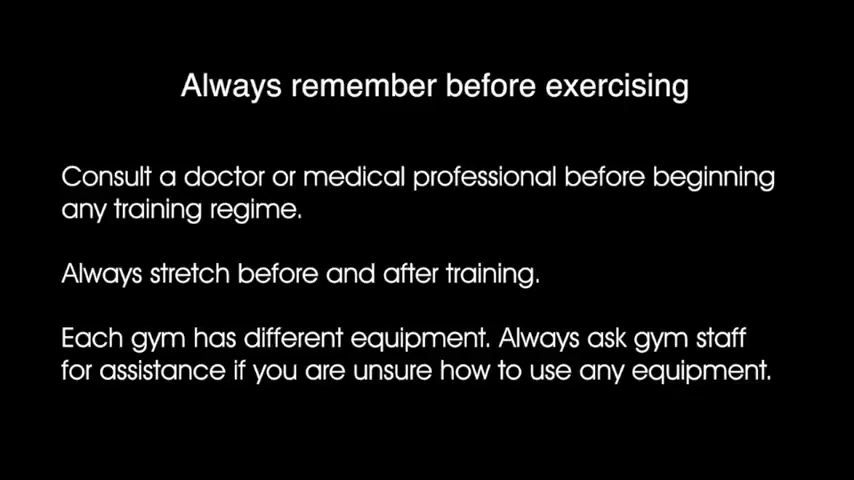 Always remember before exercising
Consult a doctor or medical professional before beginning
any training regime.
Always stretch before and after training.
Each gym has different equipment. Always ask gym staff
for assistance if you are unsure how to use any equipment.